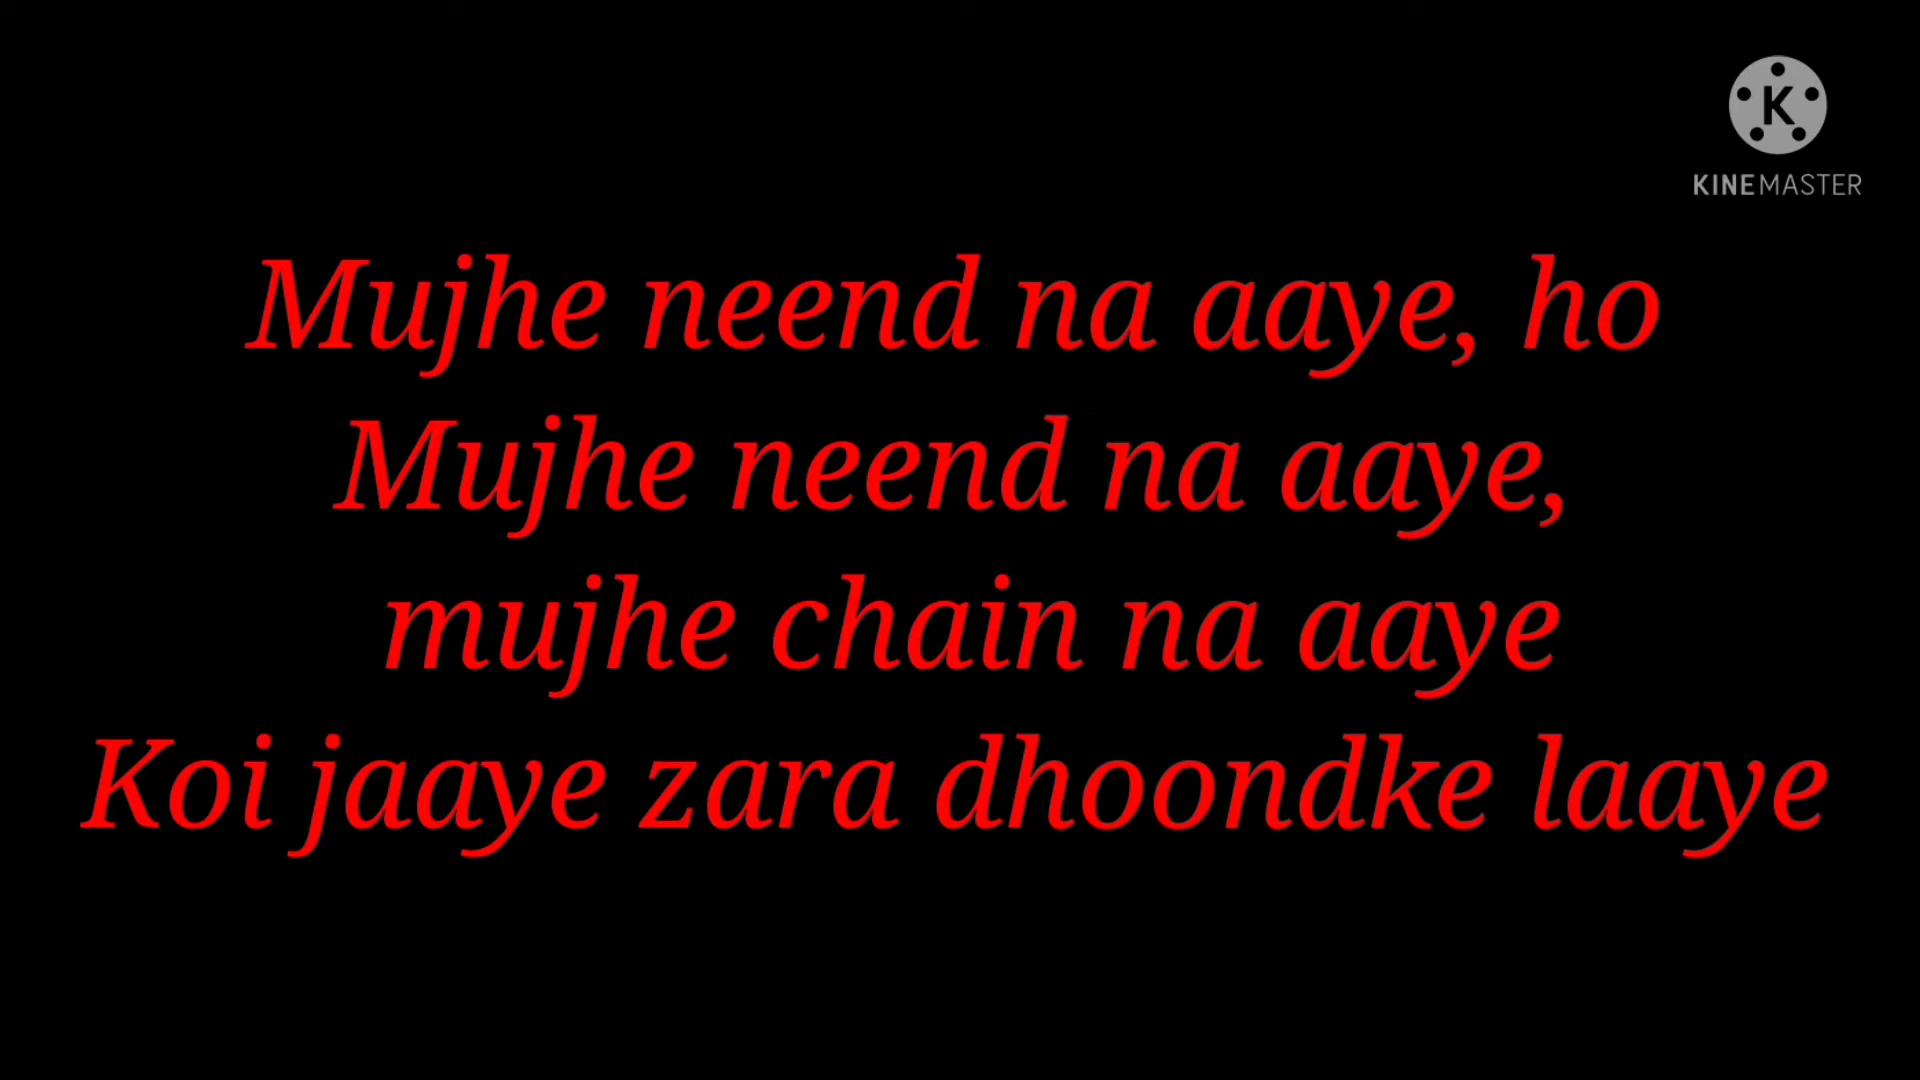 K
KINEMASTER
Mujhe neend na aaye, ho
Mujhe neend na aaye,
mujhe chain na aaye
Koi jaaye zara dhoondke laaye